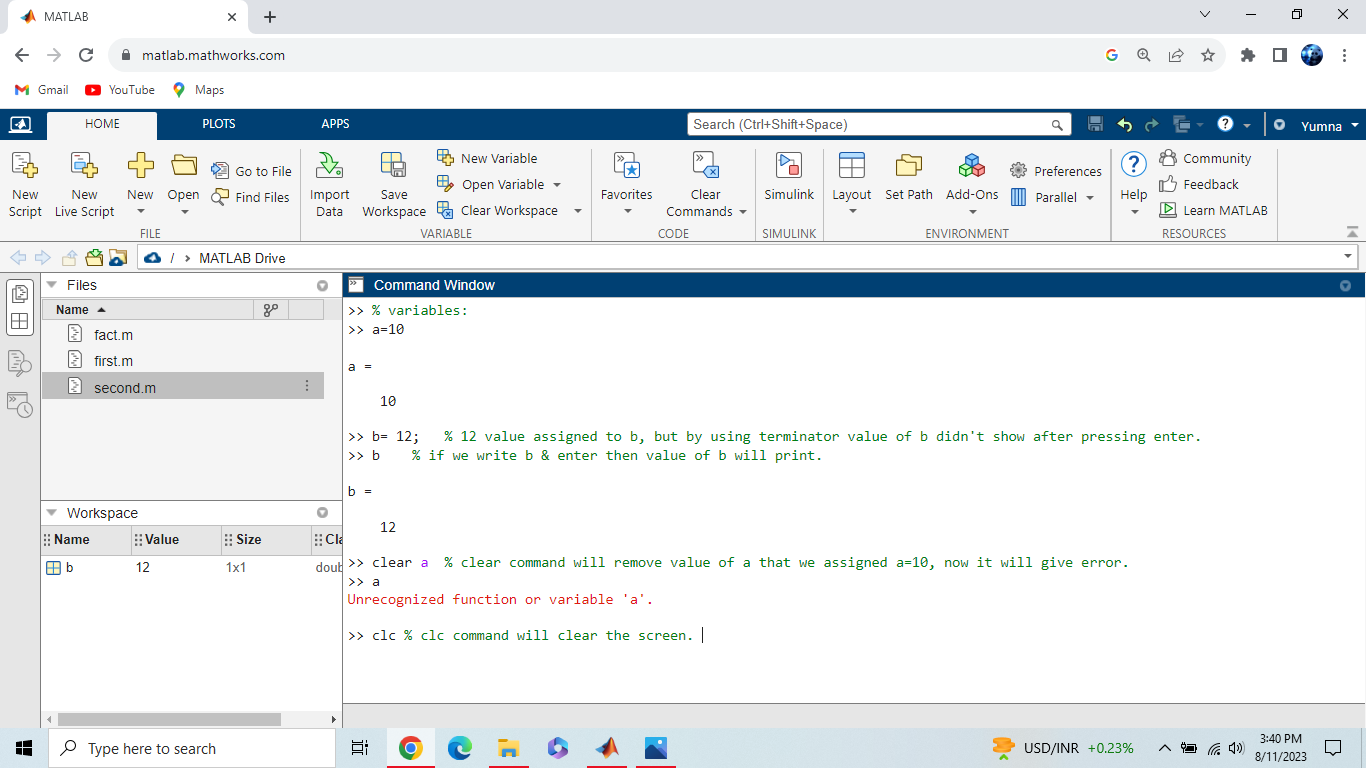 MATLAB
matlab.mathworks.com
Gmail YouTube Maps
HOME PLOTS APPS Search (Ctrl+Shift+Space) Yumna
New Script
New Live Script
New
Open
Go to File
Find Files
FILE
Import Data
Save Workspace
New Variable
Open Variable
Clear Workspace
VARIABLE
Favorites
Clear Commands
CODE
Simulink
SIMULINK
Layout
Set Path
Add-Ons
Preferences
Parallel
ENVIRONMENT
Help
Community
Feedback
Learn MATLAB
RESOURCES
/ › MATLAB Drive
Files
Name
fact.m
first.m
second.m
Workspace
Name Value Size Cla
b 12 1x1 doub
Command Window
>> % variables:
>> a=10
a =
10
>> b= 12;   % 12 value assigned to b, but by using terminator value of b didn't show after pressing enter.
>> b    % if we write b & enter then value of b will print.
b =
12
>> clear a  % clear command will remove value of a that we assigned a=10, now it will give error.
>> a
Unrecognized function or variable 'a'.
>> clc % clc command will clear the screen.
Type here to search
USD/INR +0.23%
3:40 PM
8/11/2023